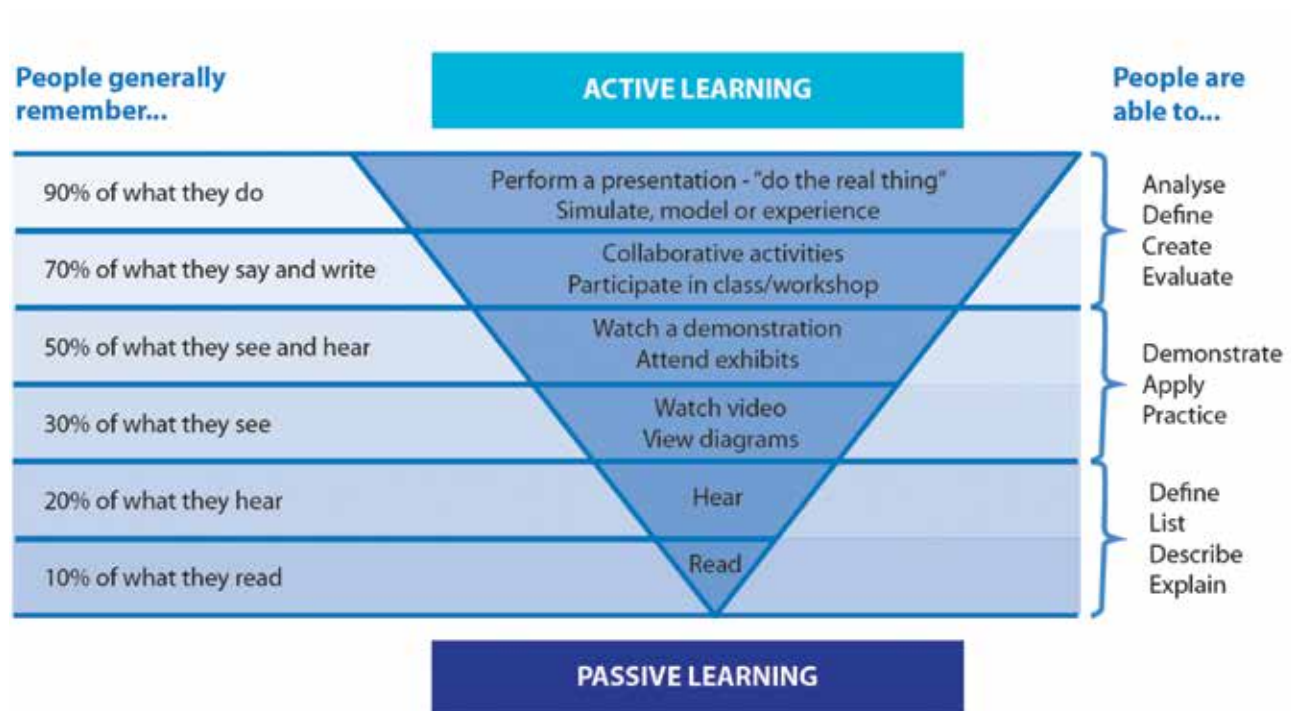 People generally
remember...
ACTIVE LEARNING
People are
able to...
90% of what they do
Perform a presentation - "do the real thing"
Simulate, model or experience
70% of what they say and write
Collaborative activities
Participate in class/workshop
Analyse
Define
Create
Evaluate
50% of what they see and hear
Watch a demonstration
Attend exhibits
30% of what they see
Watch video
View diagrams
Demonstrate
Apply
Practice
20% of what they hear
Hear
10% of what they read
Read
Define
List
Describe
Explain
PASSIVE LEARNING